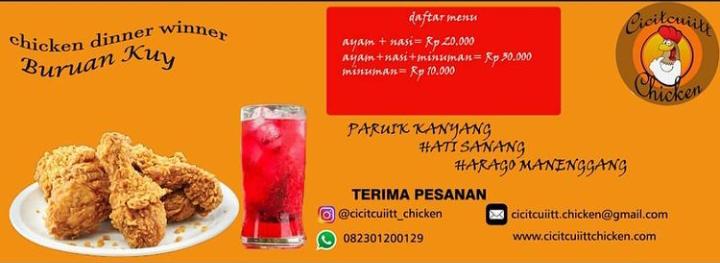 chicken dinner winner
Buruan Kuy
daftar menu
ayam + nasi= Rp 20.000
ayam+nasi+minuman= Rp 30.000
minuman= Rp 10.000
Cicitcuiitt
Chicken
PARUIK KANYANG
HATI SANANG
HARAGO MANENGGANG
TERIMA PESANAN
@cicitcuiitt_chicken
cicitcuiitt.chicken@gmail.com
082301200129
www.cicitcuiittchicken.com